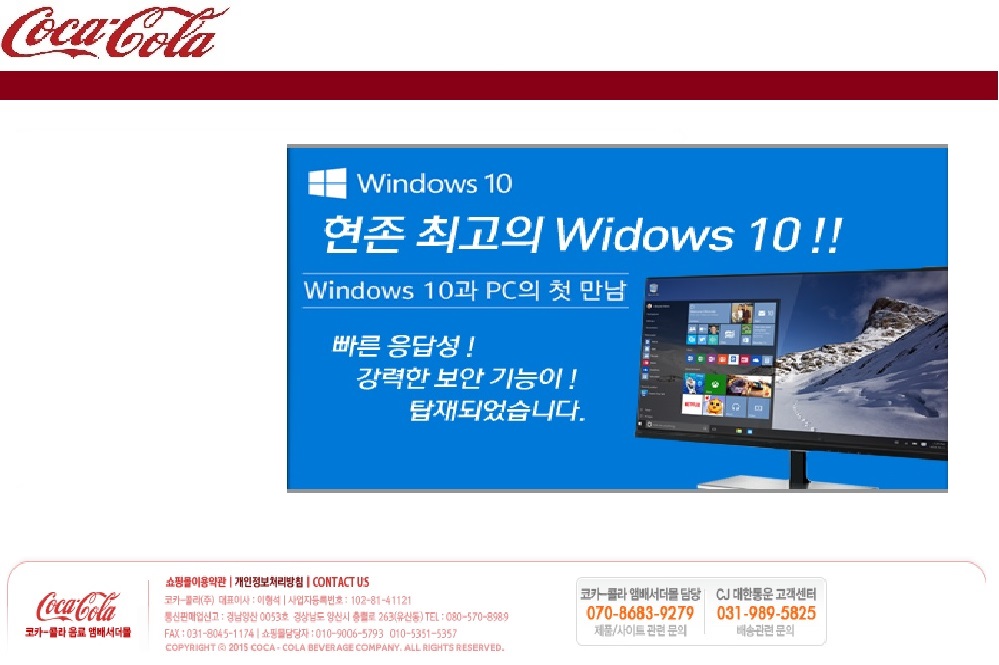 Coca-Cola
Windows 10
현존 최고의 Widows 10 !!
Windows 10과 PC의 첫 만남
빠른 응답성 !
강력한 보안 기능이 !
탑재되었습니다.
쇼핑몰이용약관 | 개인정보처리방침 | CONTACT US
코카-콜라(주) 대표이사 : 이형석 | 사업자등록번호 : 102-81-41121
통신판매업신고 : 경남양산 0053호 경상남도 양산시 충렬로 263(유산동) TEL : 080-570-8989
FAX : 031-8045-1174 | 쇼핑몰담당자 : 010-9006-5793 010-5351-5357
COPYRIGHT © 2015 COCA - COLA BEVERAGE COMPANY. ALL RIGHTS RESERVED.
Coca-Cola
코카-콜라 음료 앰배서더몰
코카-콜라 앰배서더몰 담당
070-8683-9279
제품/사이트 관련 문의
CJ 대한통운 고객센터
031-989-5825
배송관련 문의